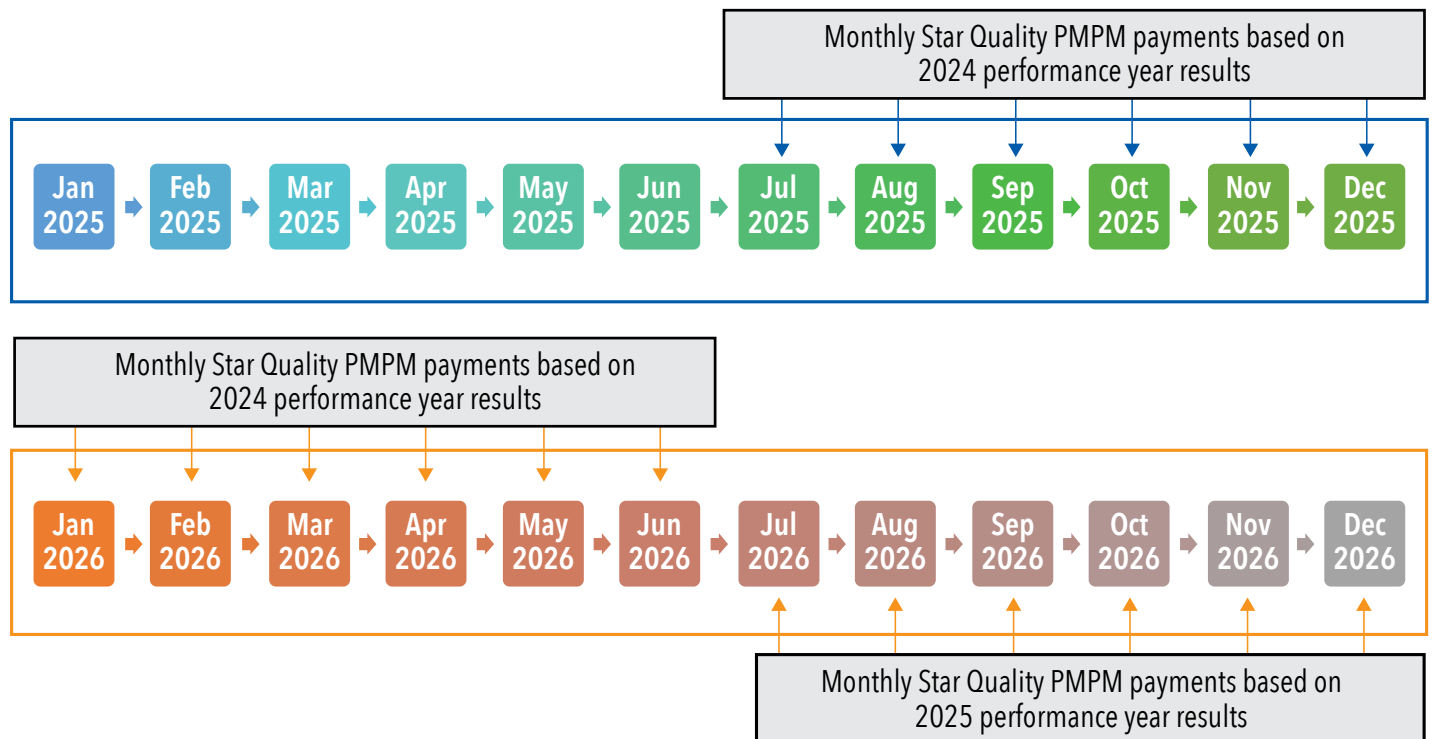 Monthly Star Quality PMPM payments based on
2024 performance year results
Jan 2025
Feb 2025
Mar 2025
Apr 2025
May 2025
Jun 2025
Jul 2025
Aug 2025
Sep 2025
Oct 2025
Nov 2025
Dec 2025
Monthly Star Quality PMPM payments based on
2024 performance year results
Jan 2026
Feb 2026
Mar 2026
Apr 2026
May 2026
Jun 2026
Jul 2026
Aug 2026
Sep 2026
Oct 2026
Nov 2026
Dec 2026
Monthly Star Quality PMPM payments based on
2025 performance year results